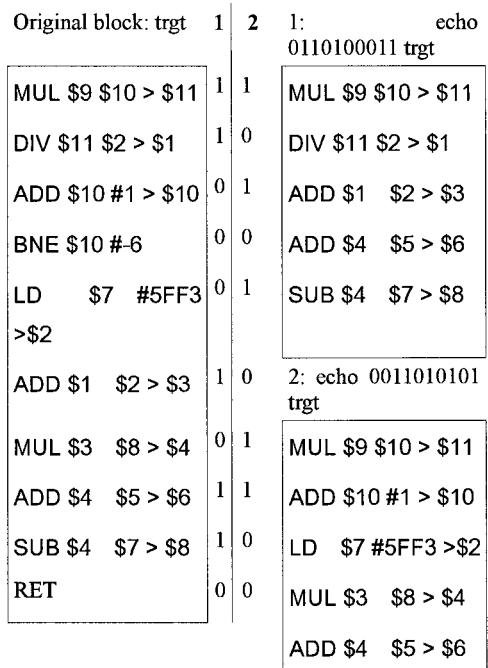 Original block: trgt 1 2
MUL $9 $10 > $11 1 1
DIV $11 $2 > $1 1 0
ADD $10 #1 > $10 0 1
BNE $10 #-6 0 0
LD $7 #5FF3 0 1
>$2
ADD $1 $2 > $3 1 0
MUL $3 $8 > $4 0 1
ADD $4 $5 > $6 1 1
SUB $4 $7 > $8 1 0
RET 0 0
1: echo
0110100011 trgt
MUL $9 $10 > $11
DIV $11 $2 > $1
ADD $1 $2 > $3
ADD $4 $5 > $6
SUB $4 $7 > $8
2: echo 0011010101
trgt
MUL $9 $10 > $11
ADD $10 #1 > $10
LD $7 #5FF3 >$2
MUL $3 $8 > $4
ADD $4 $5 > $6